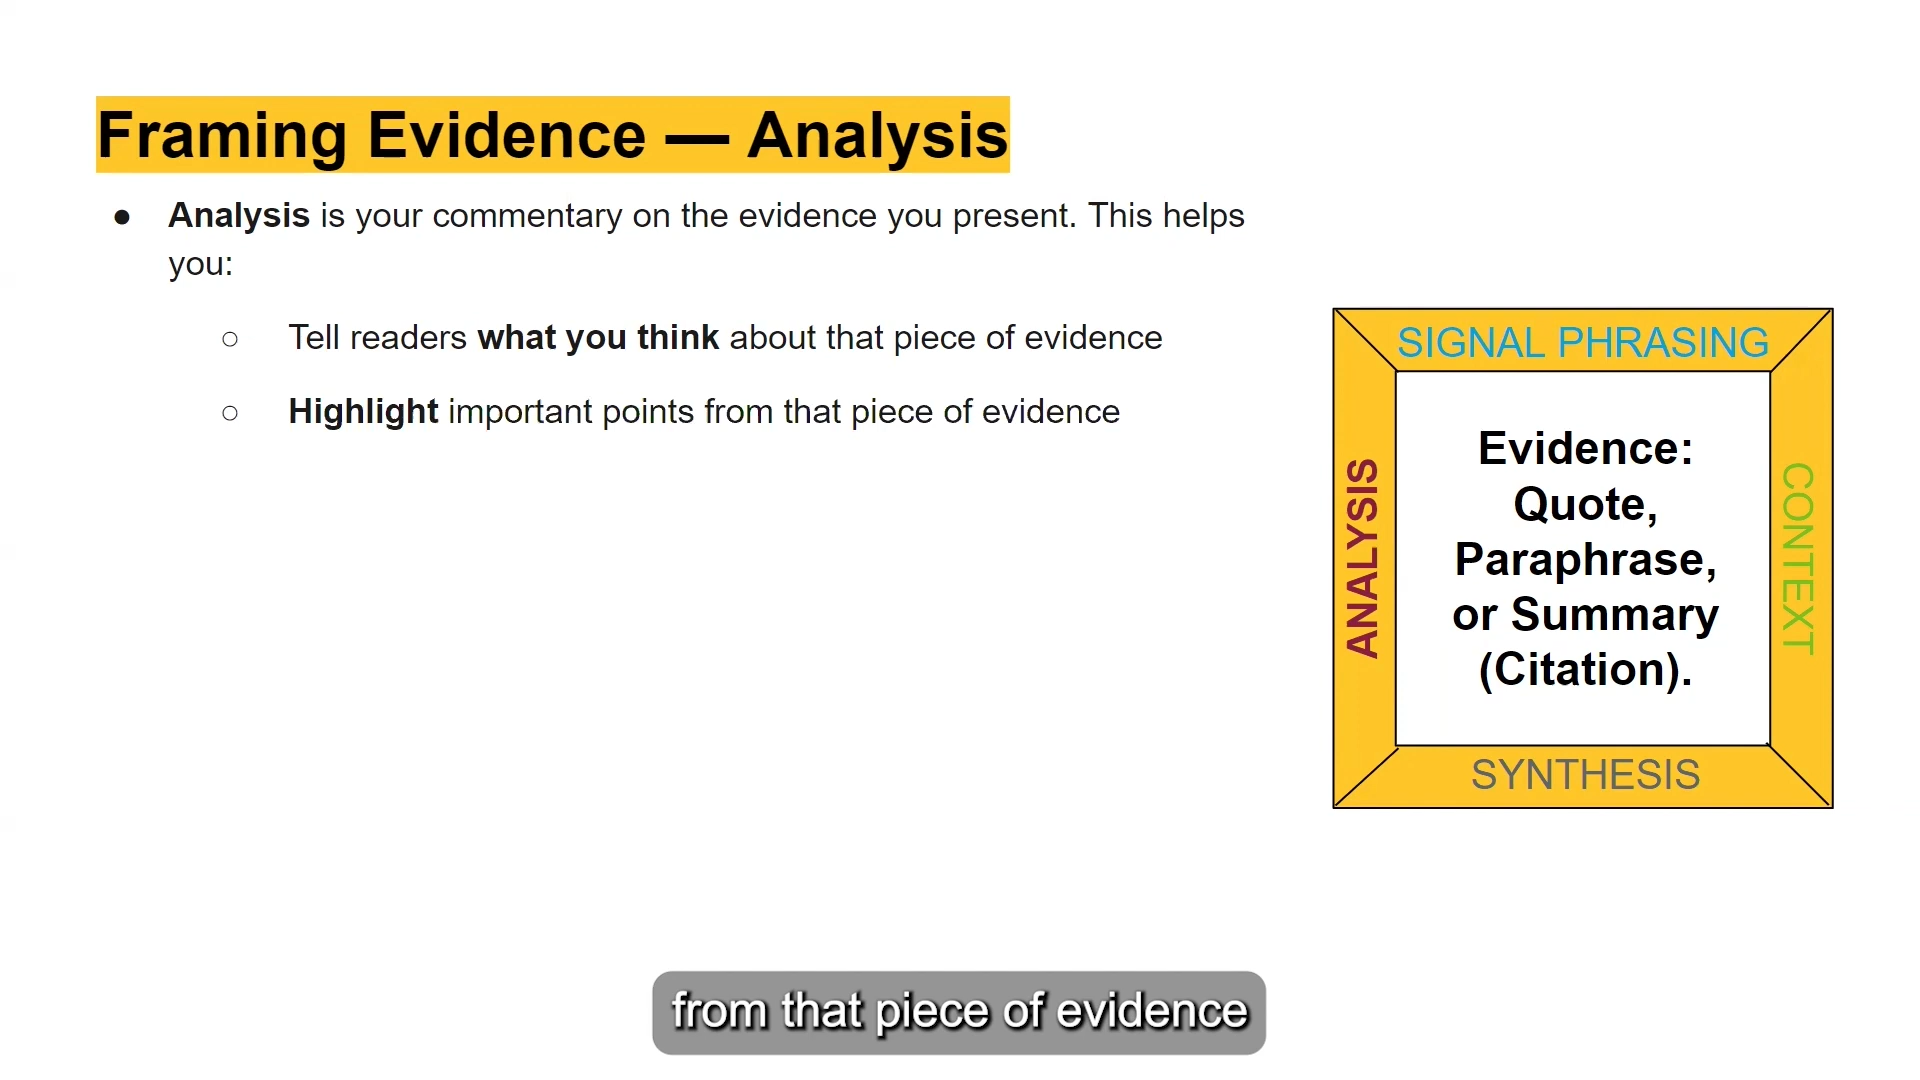 Framing Evidence — Analysis
● Analysis is your commentary on the evidence you present. This helps
you:
○ Tell readers what you think about that piece of evidence
○ Highlight important points from that piece of evidence
SIGNAL PHRASING
ANALYSIS
Evidence:
Quote,
Paraphrase,
or Summary
(Citation).
CONTEXT
SYNTHESIS
from that piece of evidence